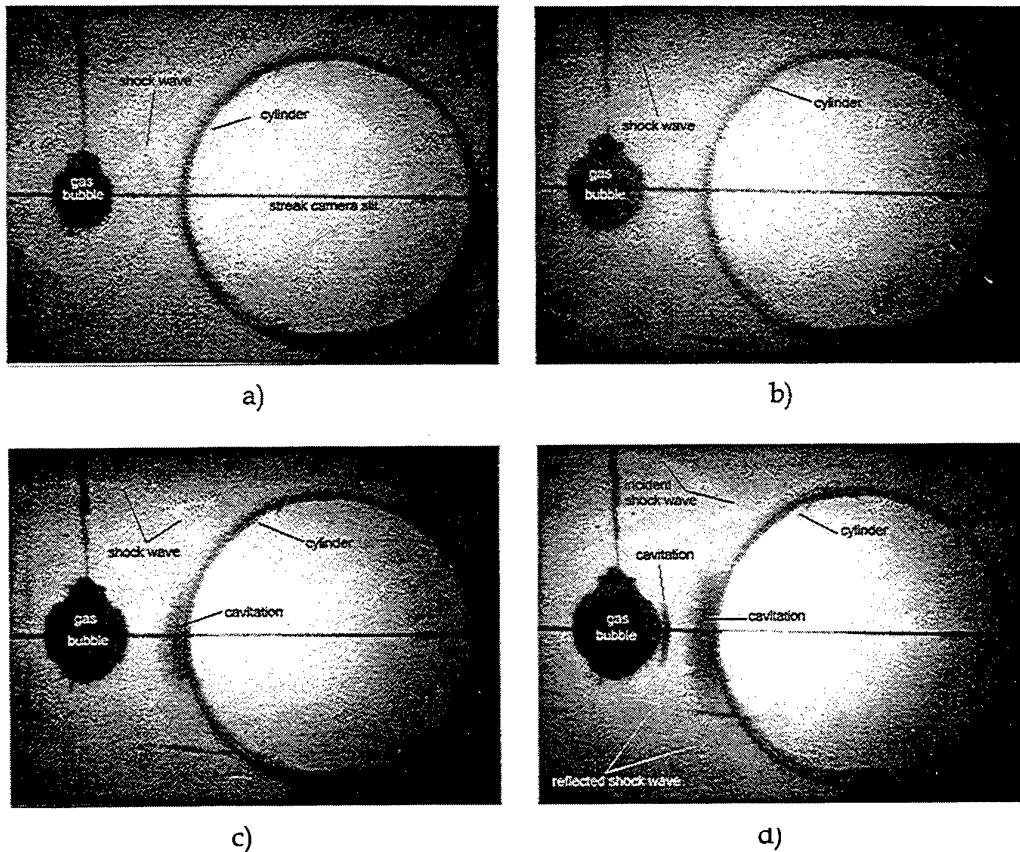 shock wave
cylinder
gas
bubble
streak camera slit
a)
cylinder
shock wave
gas
bubble
b)
shock wave
cylinder
cavitation
gas
bubble
c)
incident
shock wave
cylinder
cavitation
cavitation
gas
bubble
reflected shock wave
d)